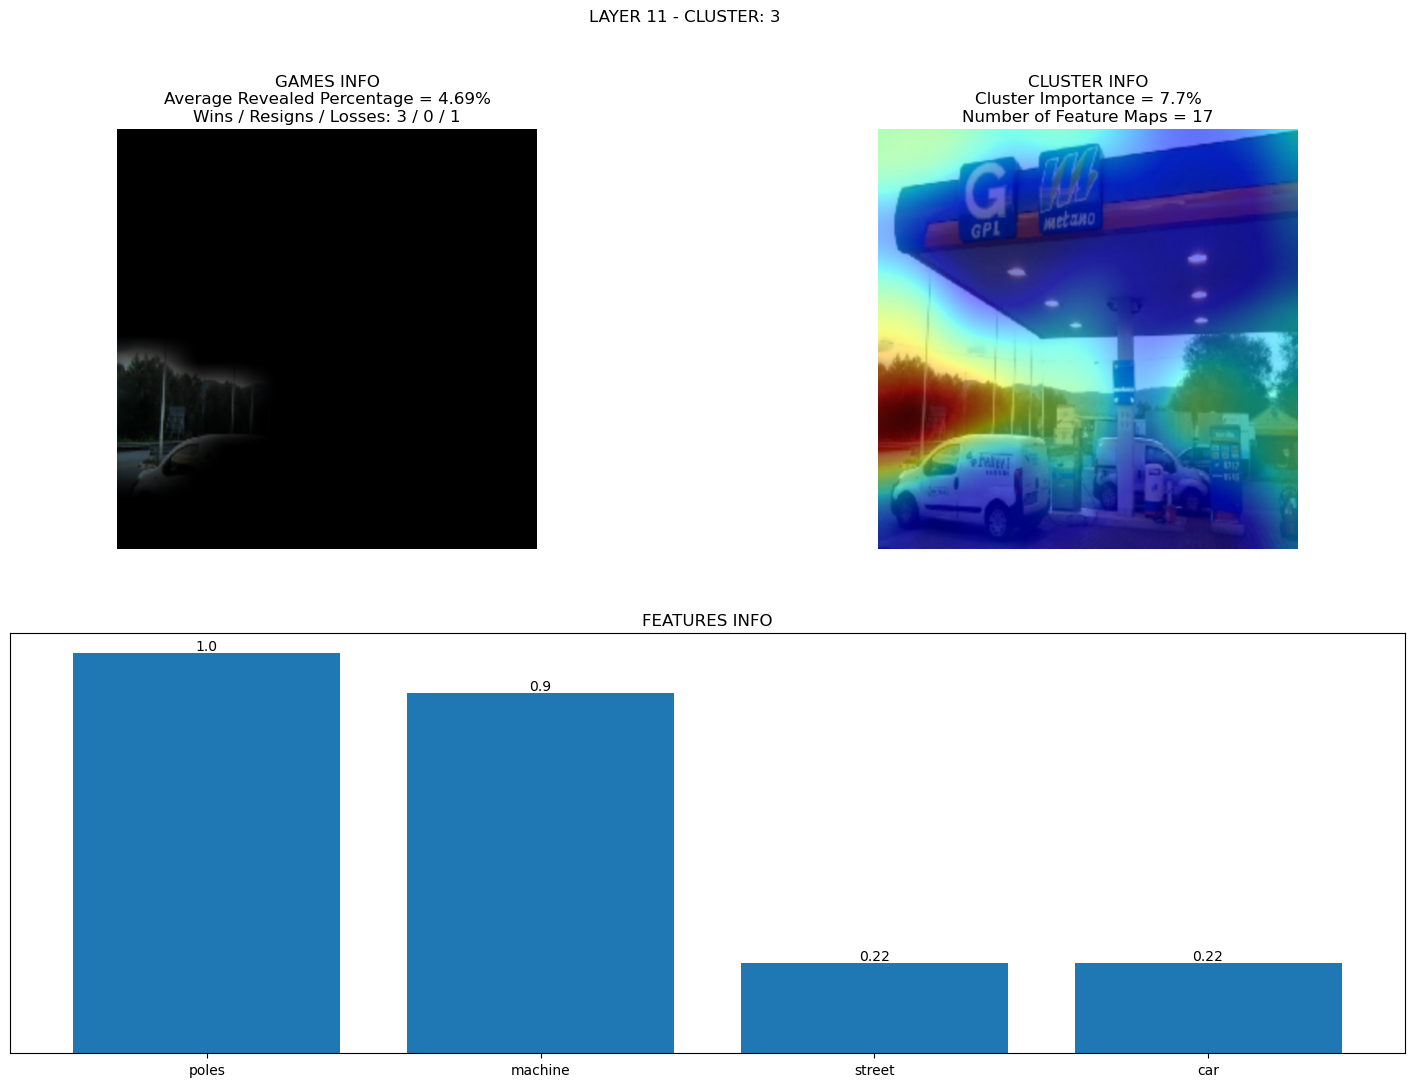 LAYER 11 - CLUSTER: 3
GAMES INFO
Average Revealed Percentage = 4.69%
Wins / Resigns / Losses: 3 / 0 / 1
CLUSTER INFO
Cluster Importance = 7.7%
Number of Feature Maps = 17
G
GPL
metano
FEATURES INFO
1.0
0.9
0.22
0.22
poles
machine
street
car